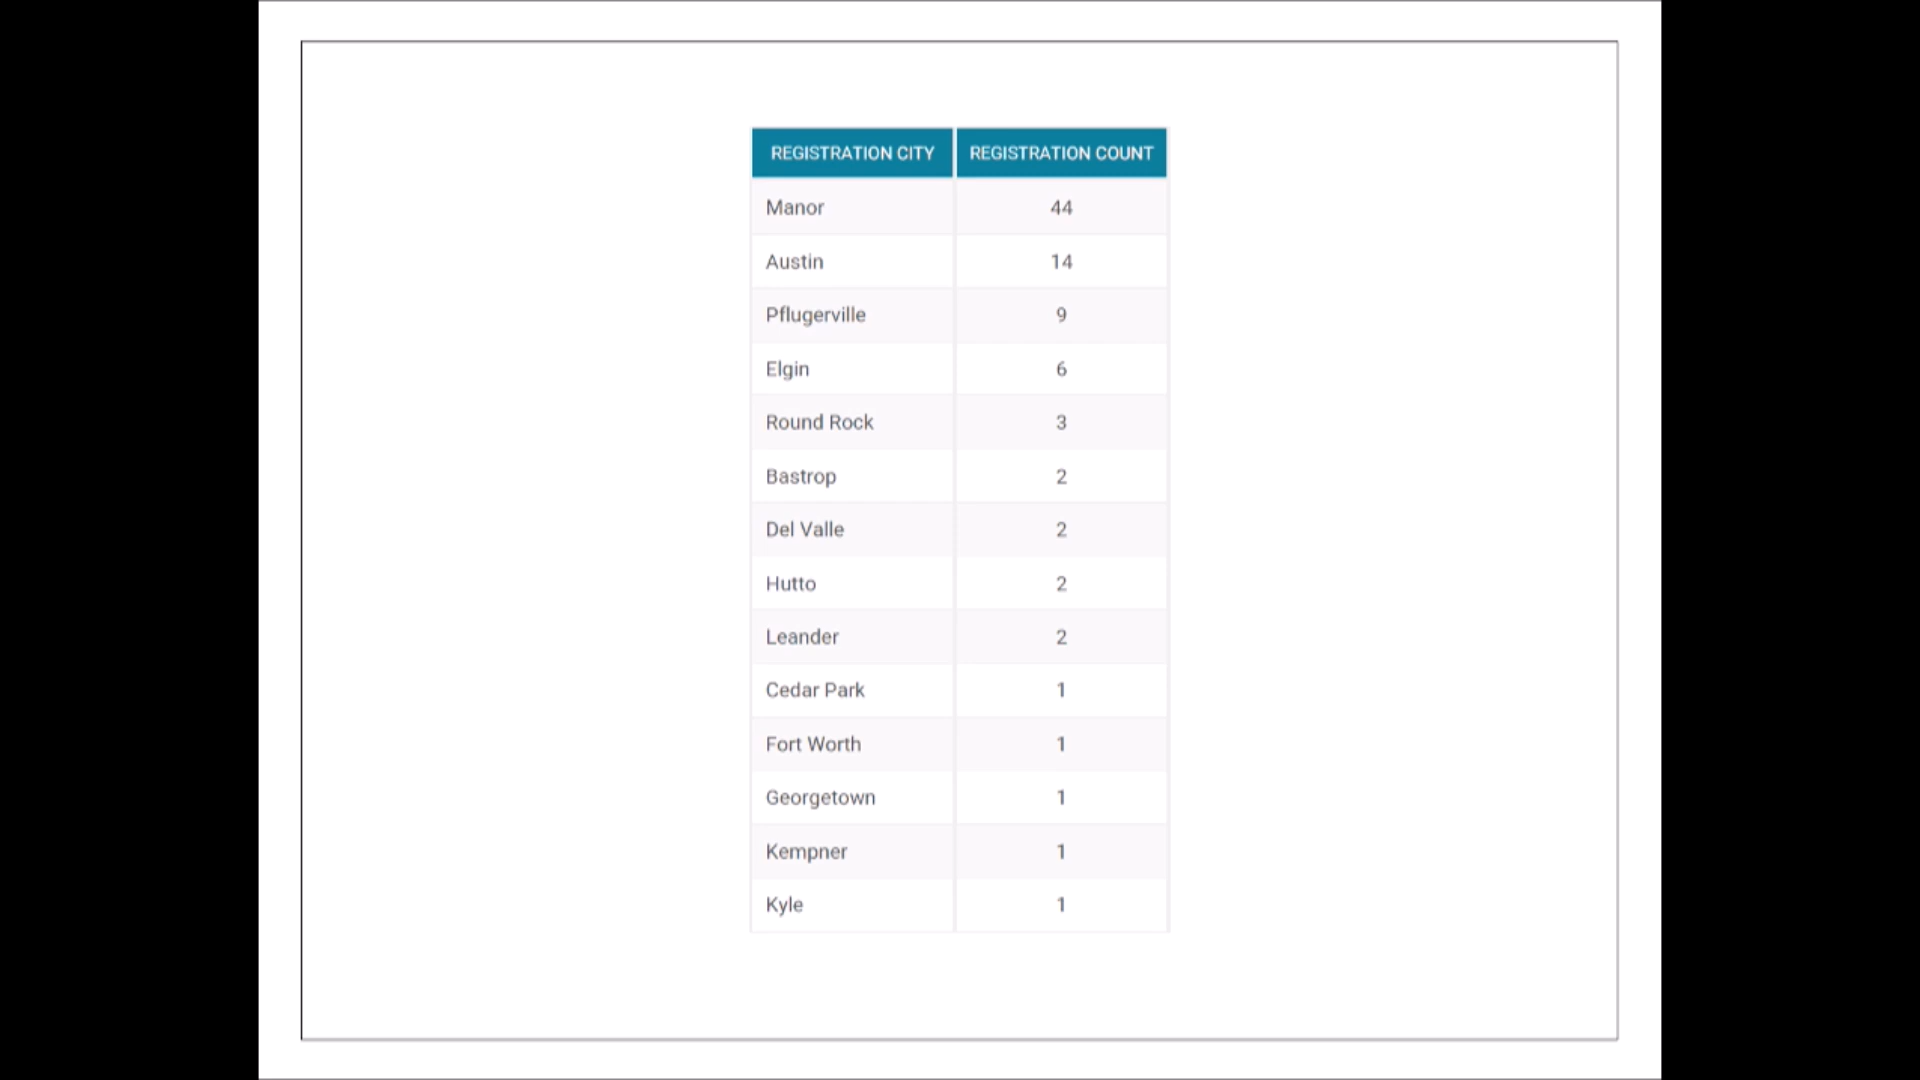 REGISTRATION CITY REGISTRATION COUNT
Manor 44
Austin 14
Pflugerville 9
Elgin 6
Round Rock 3
Bastrop 2
Del Valle 2
Hutto 2
Leander 2
Cedar Park 1
Fort Worth 1
Georgetown 1
Kempner 1
Kyle 1